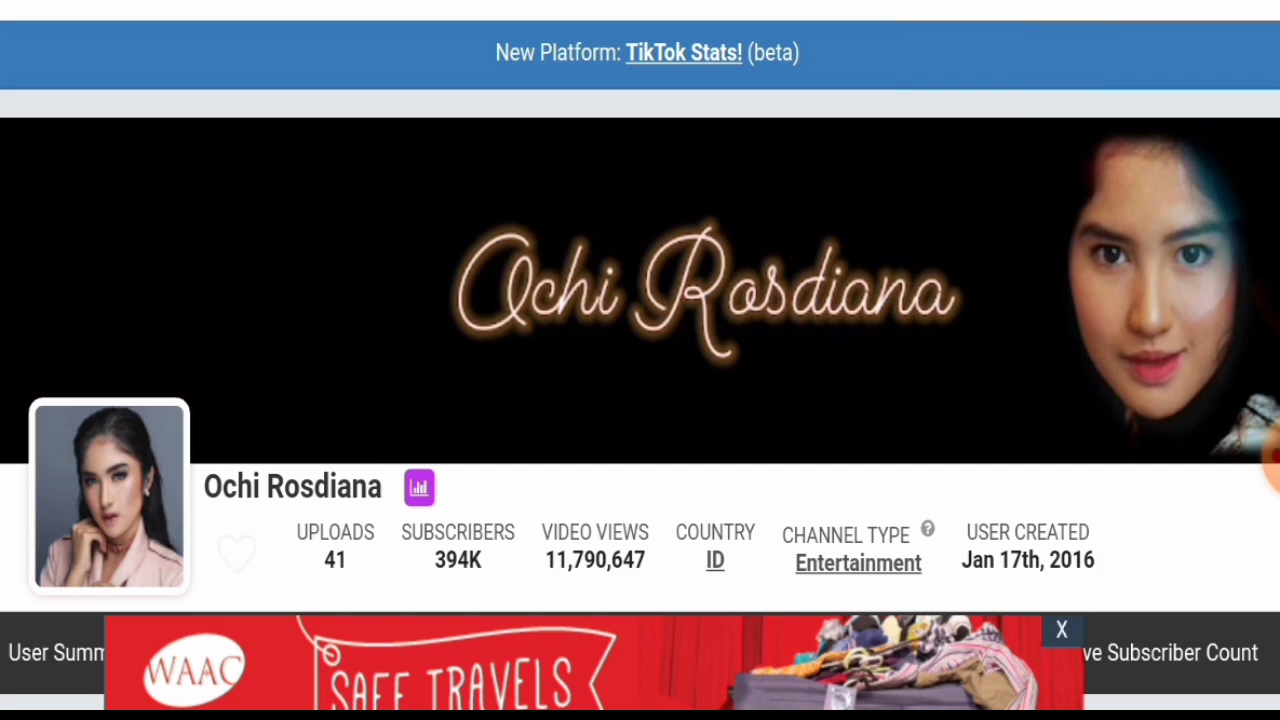 New Platform: TikTok Stats! (beta)
Ochi Rosdiana
Ochi Rosdiana
UPLOADS SUBSCRIBERS VIDEO VIEWS COUNTRY CHANNEL TYPE ? USER CREATED
41 394K 11,790,647 ID Entertainment Jan 17th, 2016
X
User Summ
WAAC
SAFE TRAVELS
ve Subscriber Count